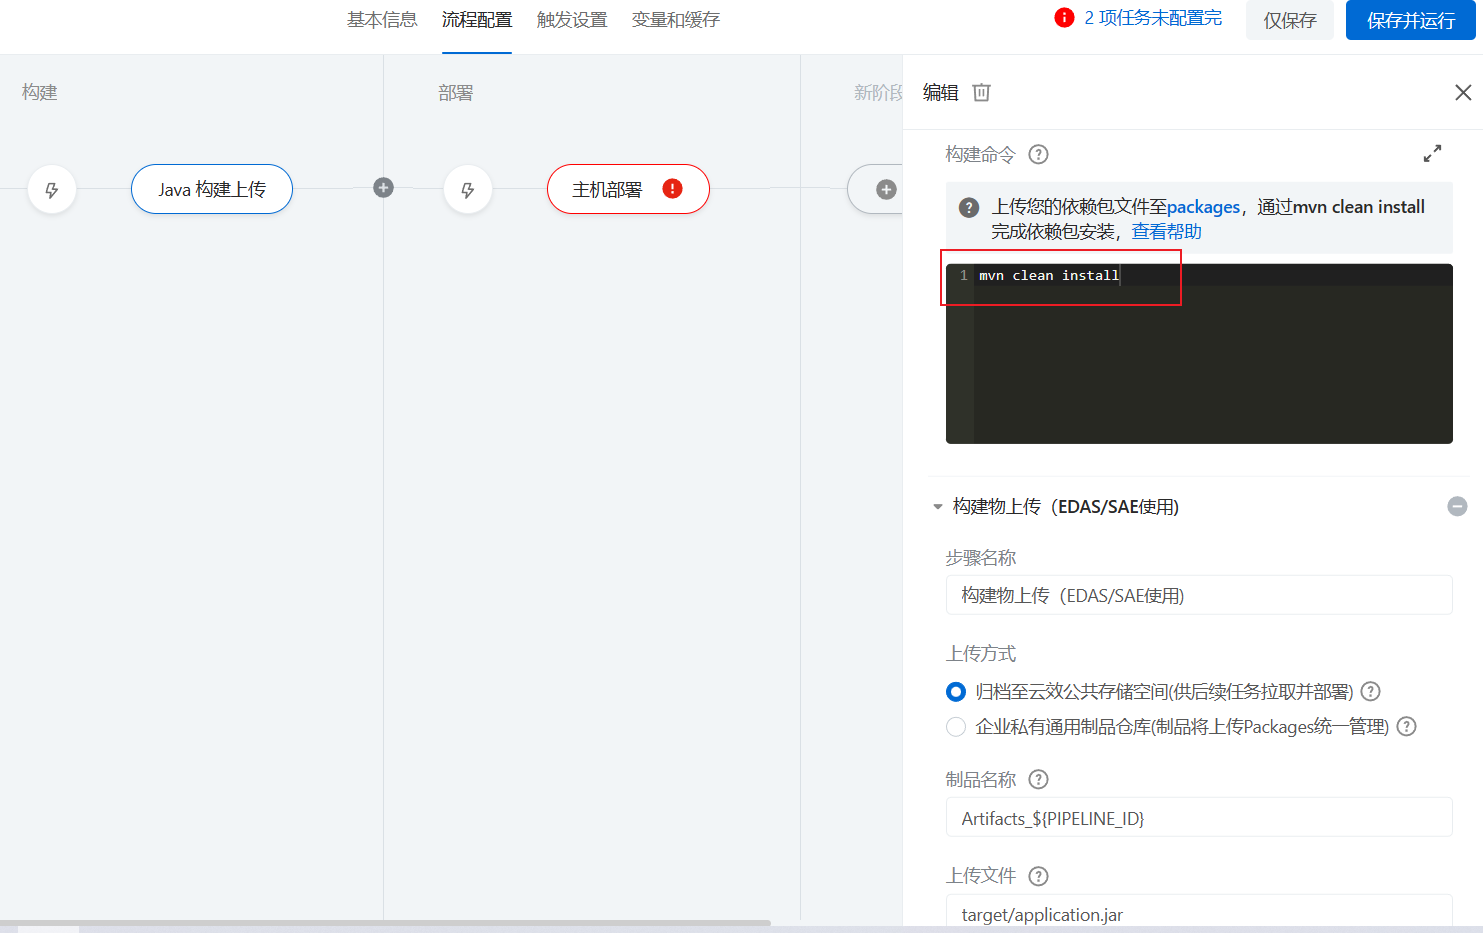 基本信息
流程配置
触发设置
变量和缓存
2 项任务未配置完
仅保存
保存并运行
构建
部署
新阶段
Java 构建上传
主机部署
编辑
构建命令
上传您的依赖包文件至packages，通过mvn clean install
完成依赖包安装，查看帮助
1 mvn clean install
构建物上传（EDAS/SAE使用)
步骤名称
构建物上传（EDAS/SAE使用)
上传方式
归档至云效公共存储空间(供后续任务拉取并部署)
企业私有通用制品仓库(制品将上传Packages统一管理)
制品名称
Artifacts_${PIPELINE_ID}
上传文件
target/application.jar